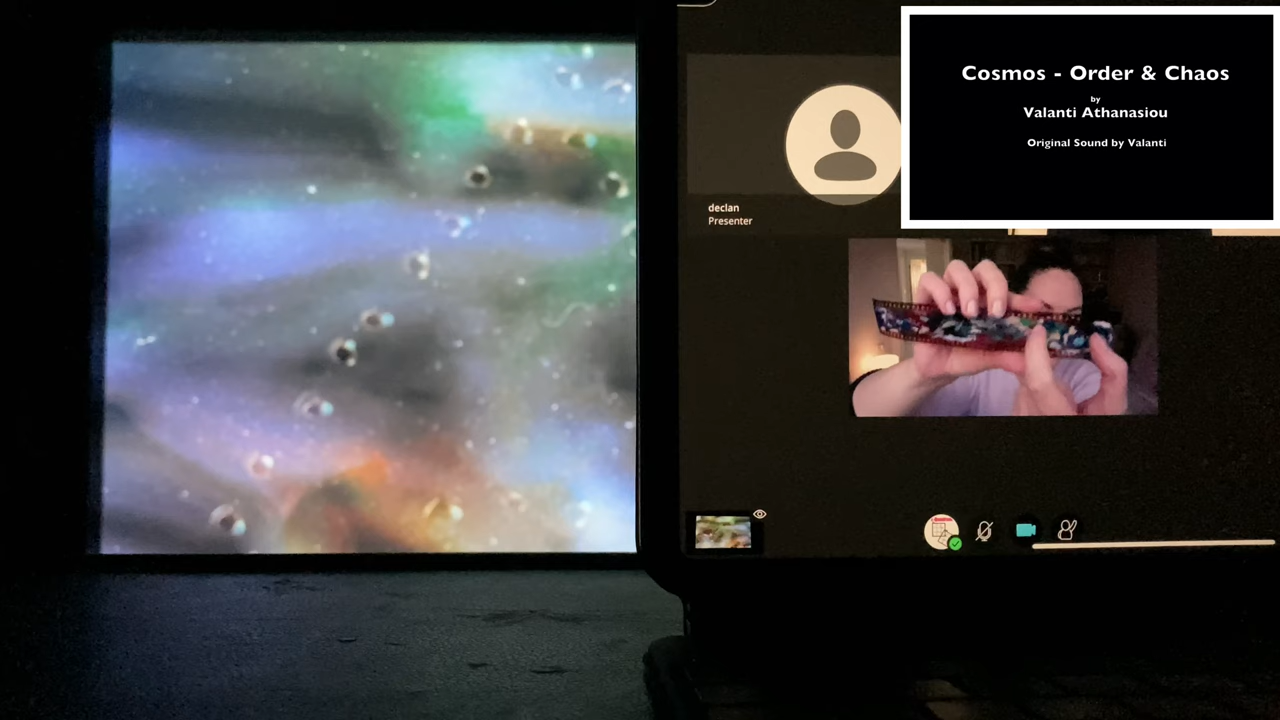 Cosmos - Order & Chaos
by
Valanti Athanasiou
Original Sound by Valanti
declan
Presenter